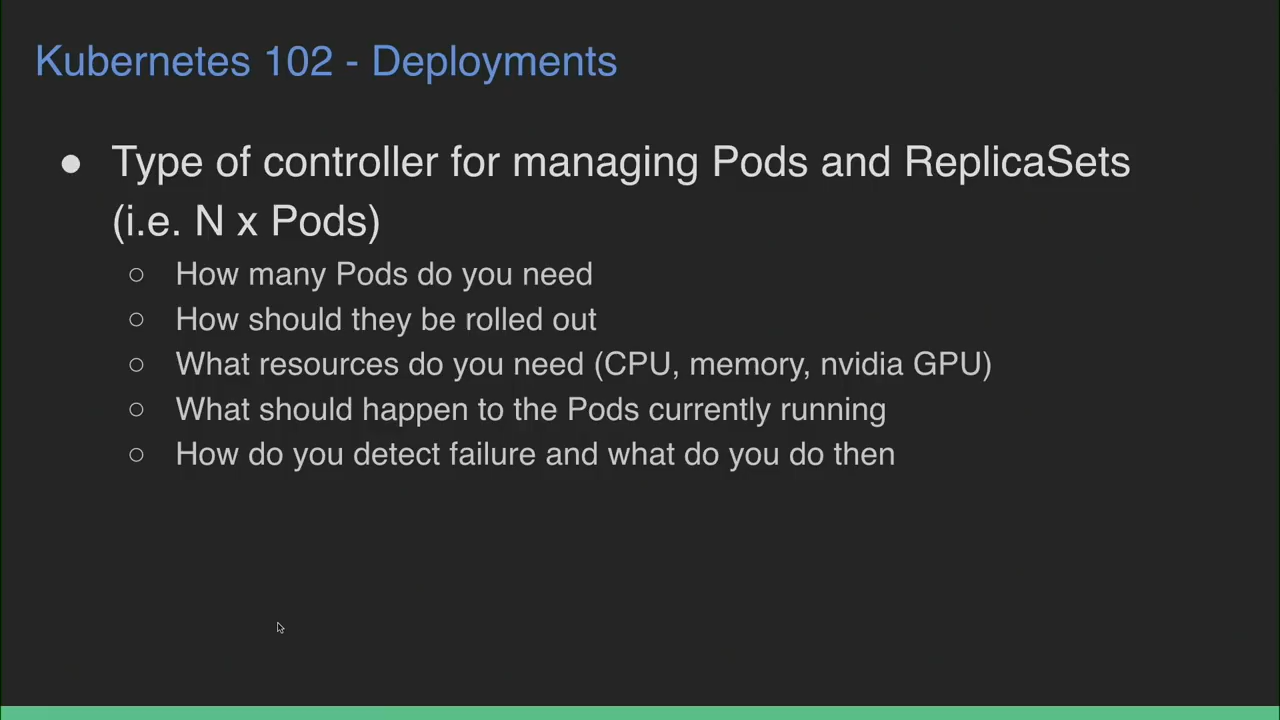 Kubernetes 102 - Deployments
● Type of controller for managing Pods and ReplicaSets
(i.e. N x Pods)
○ How many Pods do you need
○ How should they be rolled out
○ What resources do you need (CPU, memory, nvidia GPU)
○ What should happen to the Pods currently running
○ How do you detect failure and what do you do then